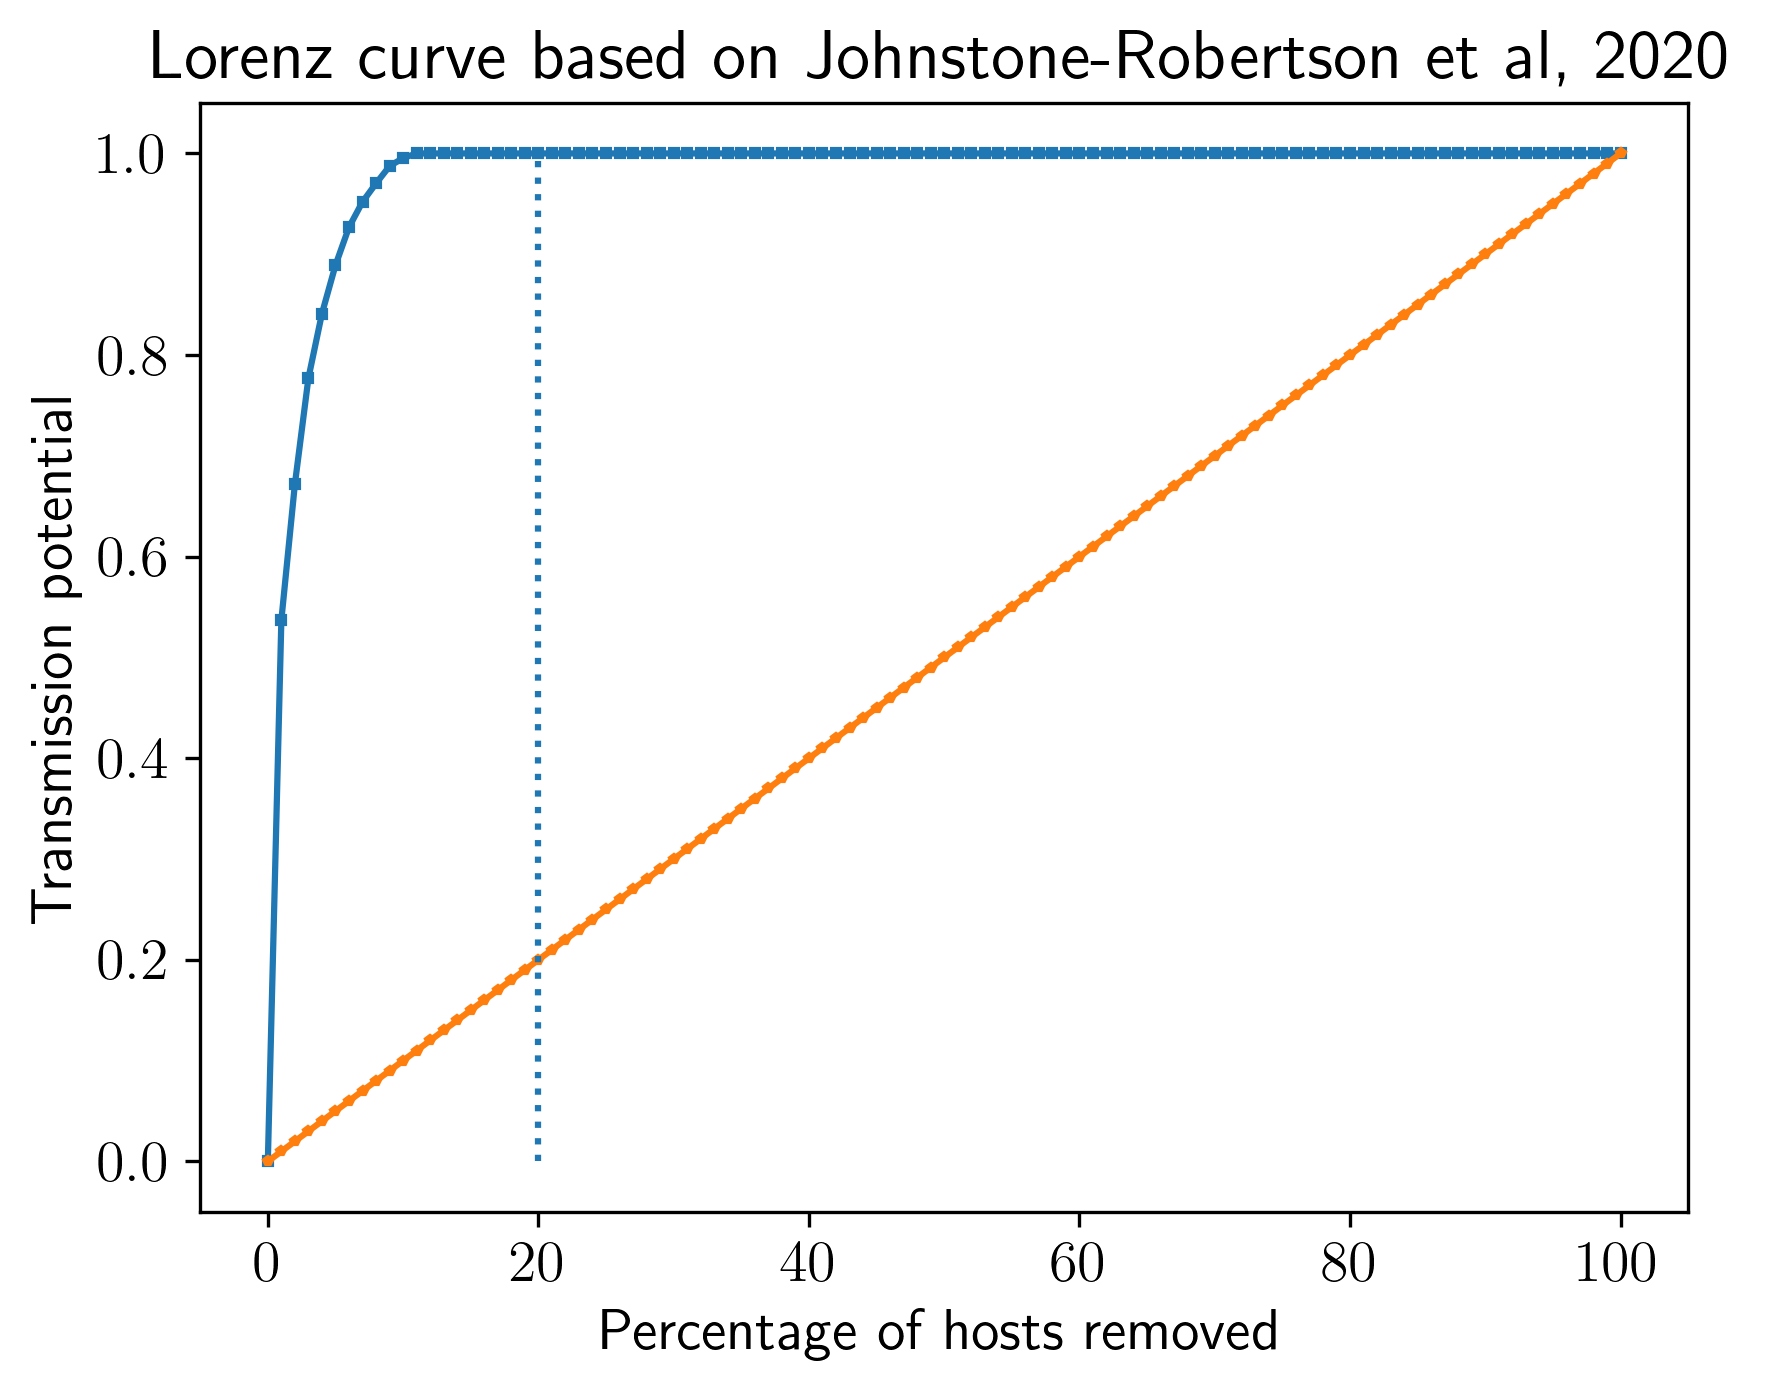 Lorenz curve based on Johnstone-Robertson et al, 2020
1.0
0.8
0.6
0.4
0.2
0.0
Transmission potential
0 20 40 60 80 100
Percentage of hosts removed